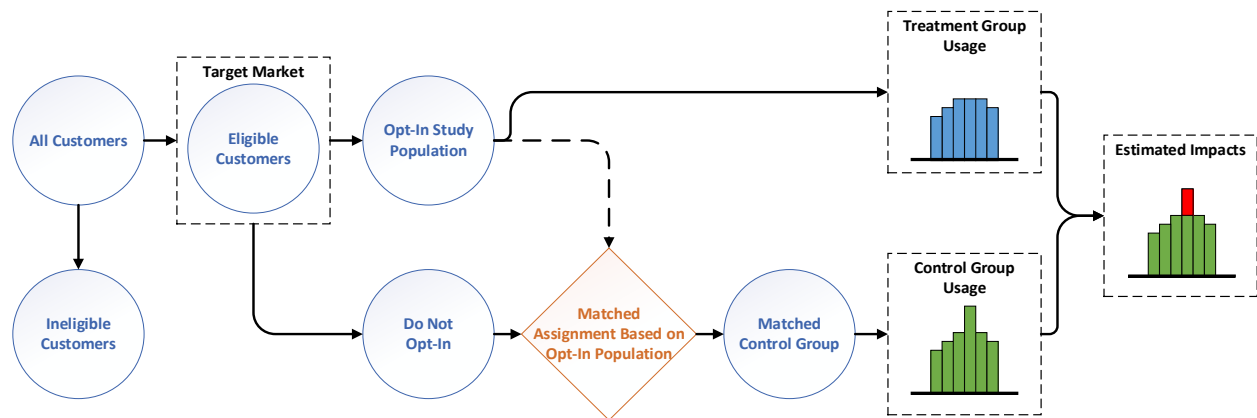 Treatment Group
Usage
Target Market
All Customers
Eligible
Customers
Opt-In Study
Population
Estimated Impacts
Control Group
Usage
Ineligible
Customers
Do Not
Opt-In
Matched
Assignment Based on
Opt-In Population
Matched
Control Group